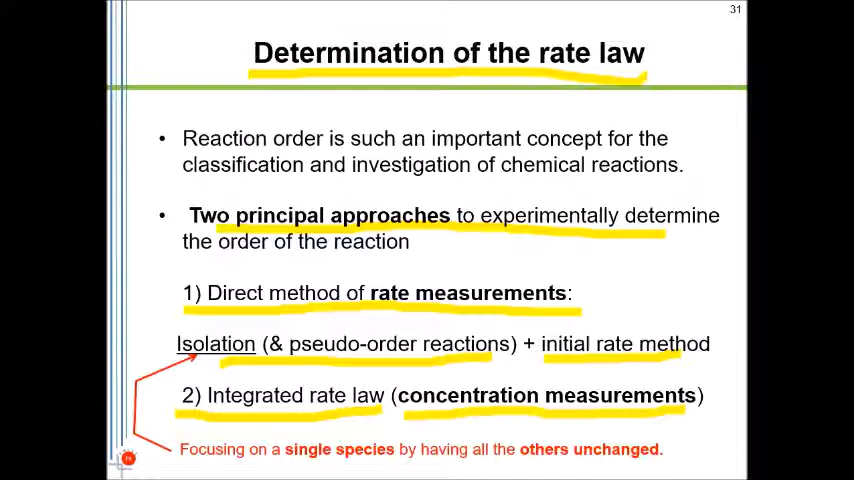 31
Determination of the rate law
• Reaction order is such an important concept for the
classification and investigation of chemical reactions.
• Two principal approaches to experimentally determine
the order of the reaction
1) Direct method of rate measurements:
Isolation (& pseudo-order reactions) + initial rate method
2) Integrated rate law (concentration measurements)
Focusing on a single species by having all the others unchanged.